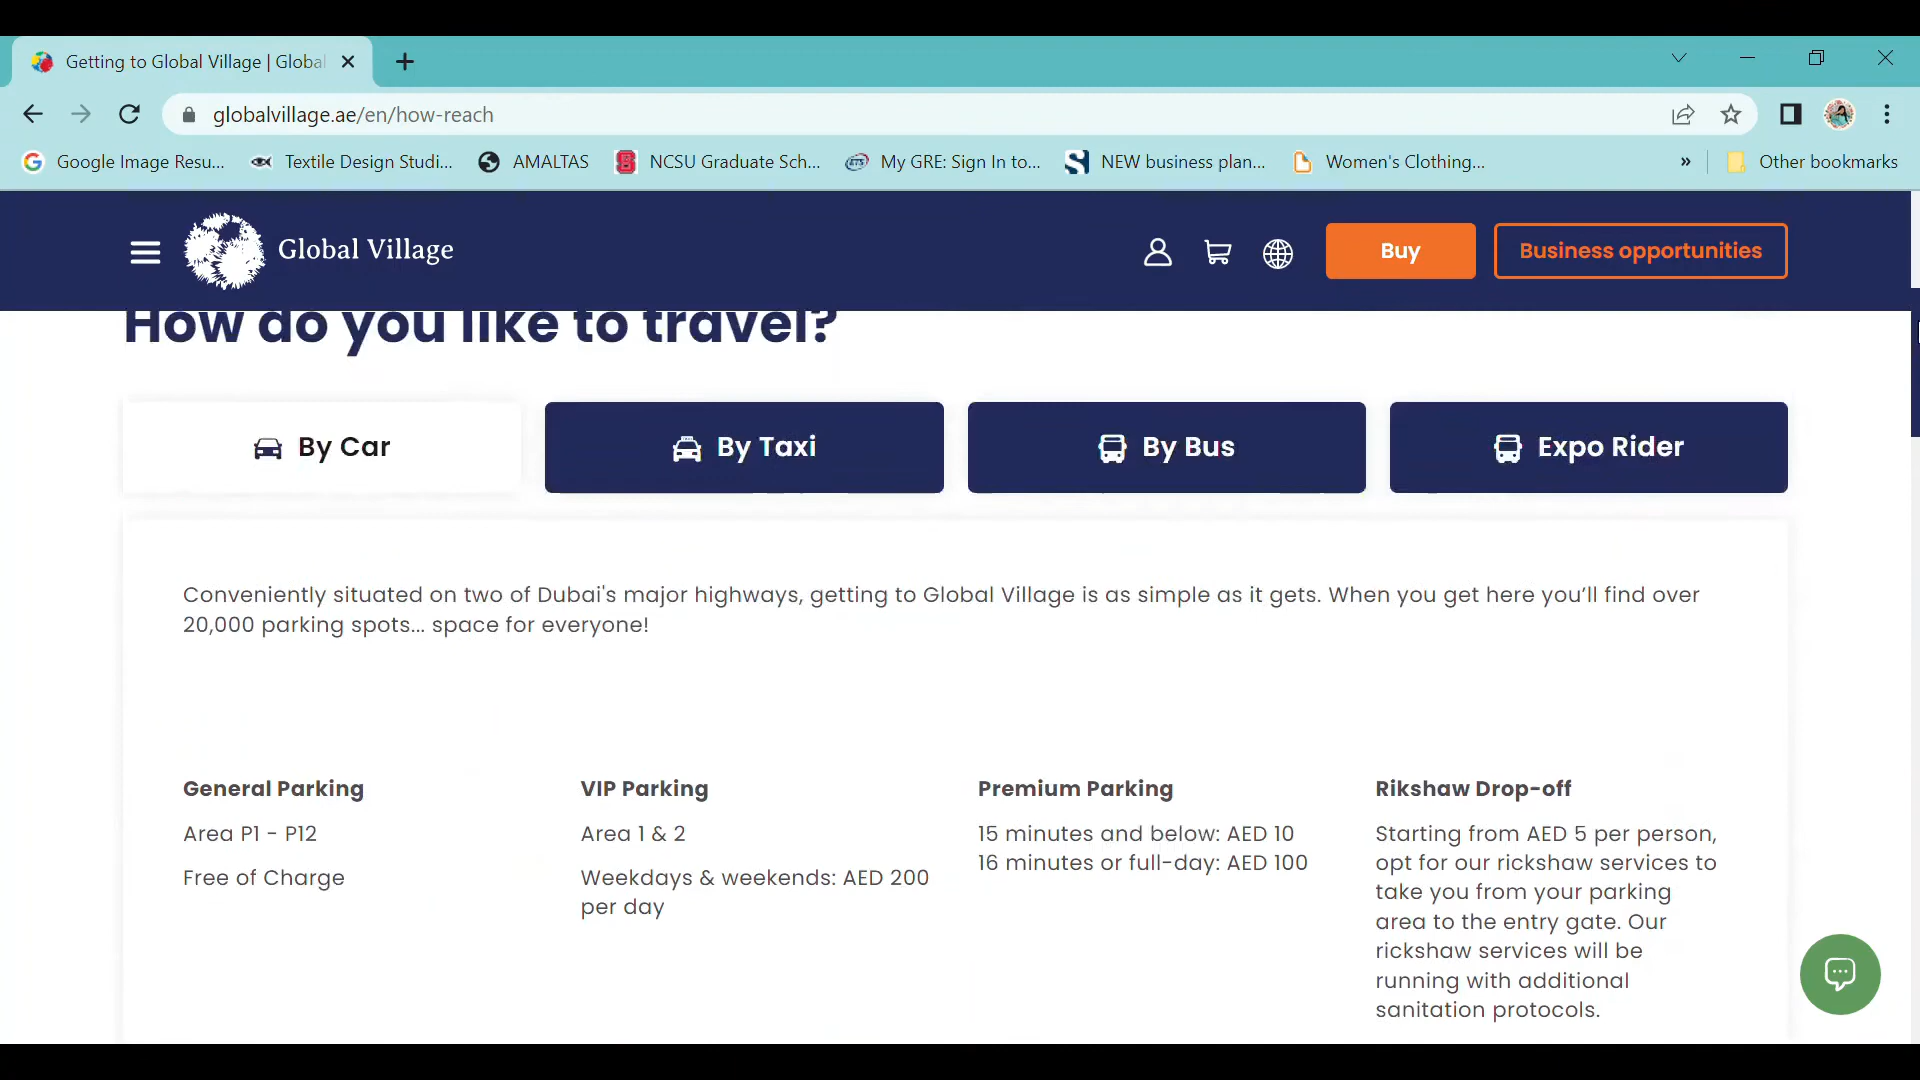 Getting to Global Village | Global
globalvillage.ae/en/how-reach
Google Image Resu...
Textile Design Studi...
AMALTAS
NCSU Graduate Sch...
My GRE: Sign In to...
NEW business plan...
Women's Clothing...
»
Other bookmarks
Global Village
Buy
Business opportunities
How do you like to travel?
By Car
By Taxi
By Bus
Expo Rider
Conveniently situated on two of Dubai's major highways, getting to Global Village is as simple as it gets. When you get here you’ll find over
20,000 parking spots... space for everyone!
General Parking
Area P1 - P12
Free of Charge
VIP Parking
Area 1 & 2
Weekdays & weekends: AED 200
per day
Premium Parking
15 minutes and below: AED 10
16 minutes or full-day: AED 100
Rikshaw Drop-off
Starting from AED 5 per person,
opt for our rickshaw services to
take you from your parking
area to the entry gate. Our
rickshaw services will be
running with additional
sanitation protocols.